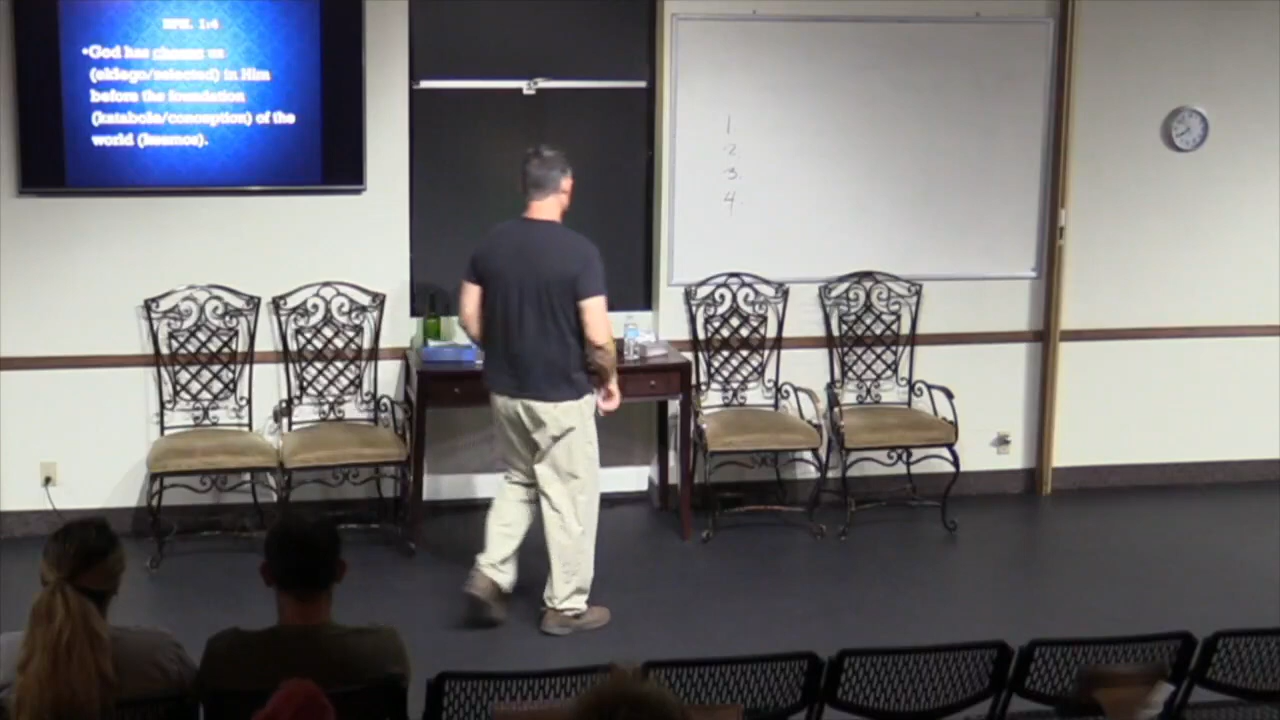 EPH. 1:4
•God has chosen us
(eklego/selected) in Him
before the foundation
(katabole/conception) of the
world (kosmos).
1
2.
3.
4.